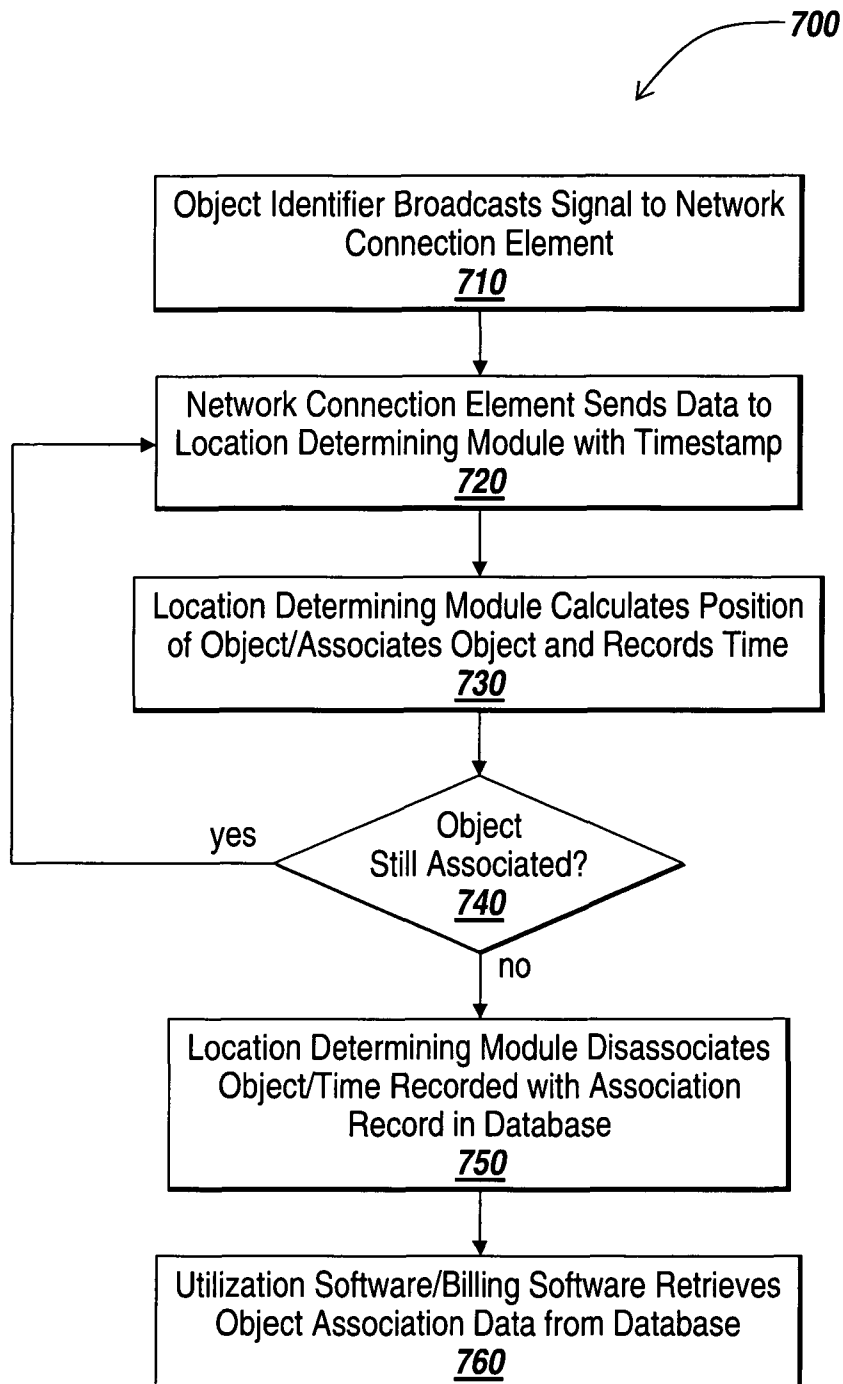 700
Object Identifier Broadcasts Signal to Network
Connection Element
710
Network Connection Element Sends Data to
Location Determining Module with Timestamp
720
Location Determining Module Calculates Position
of Object/Associates Object and Records Time
730
yes
Object
Still Associated?
740
no
Location Determining Module Disassociates
Object/Time Recorded with Association
Record in Database
750
Utilization Software/Billing Software Retrieves
Object Association Data from Database
760